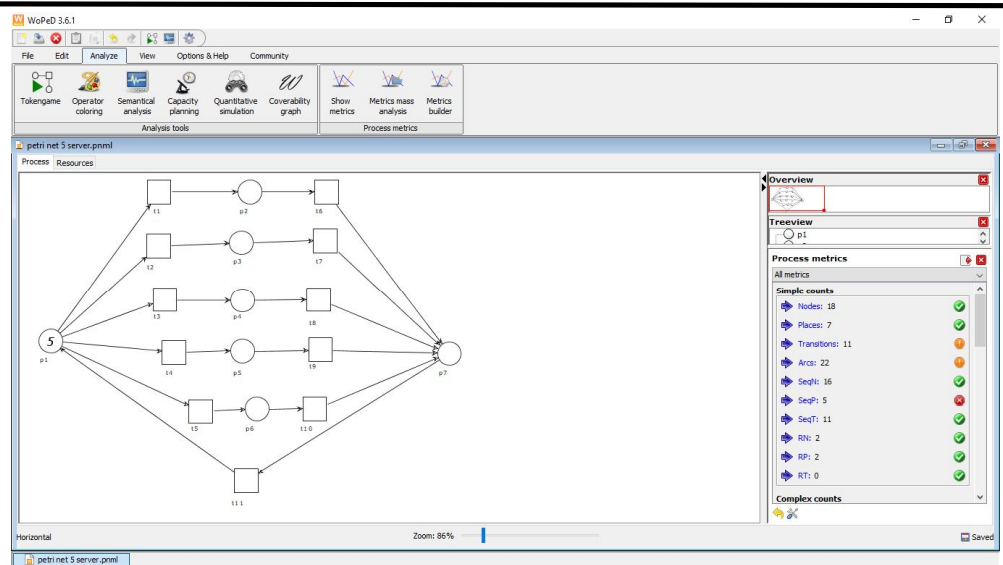 WoPeD 3.6.1
File Edit Analyze View Options & Help Community
Tokengame Operator coloring Semantical analysis Capacity planning Quantitative simulation Coverability graph Show metrics Metrics mass analysis Metrics builder
Analysis tools Process metrics
petri net 5 server.pnml
Process Resources
t1 p2 t6
t2 p3 t7
t3 p4 t8
5
p1
t4 p5 t9
p7
t5 p6 t10
t11
Overview
Treeview
p1
Process metrics
All metrics
Simple counts
Nodes: 18
Places: 7
Transitions: 11
Arcs: 22
SeqN: 16
SeqP: 5
SeqT: 11
RN: 2
RP: 2
RT: 0
Complex counts
Horizontal Zoom: 86% Saved
petri net 5 server.pnml